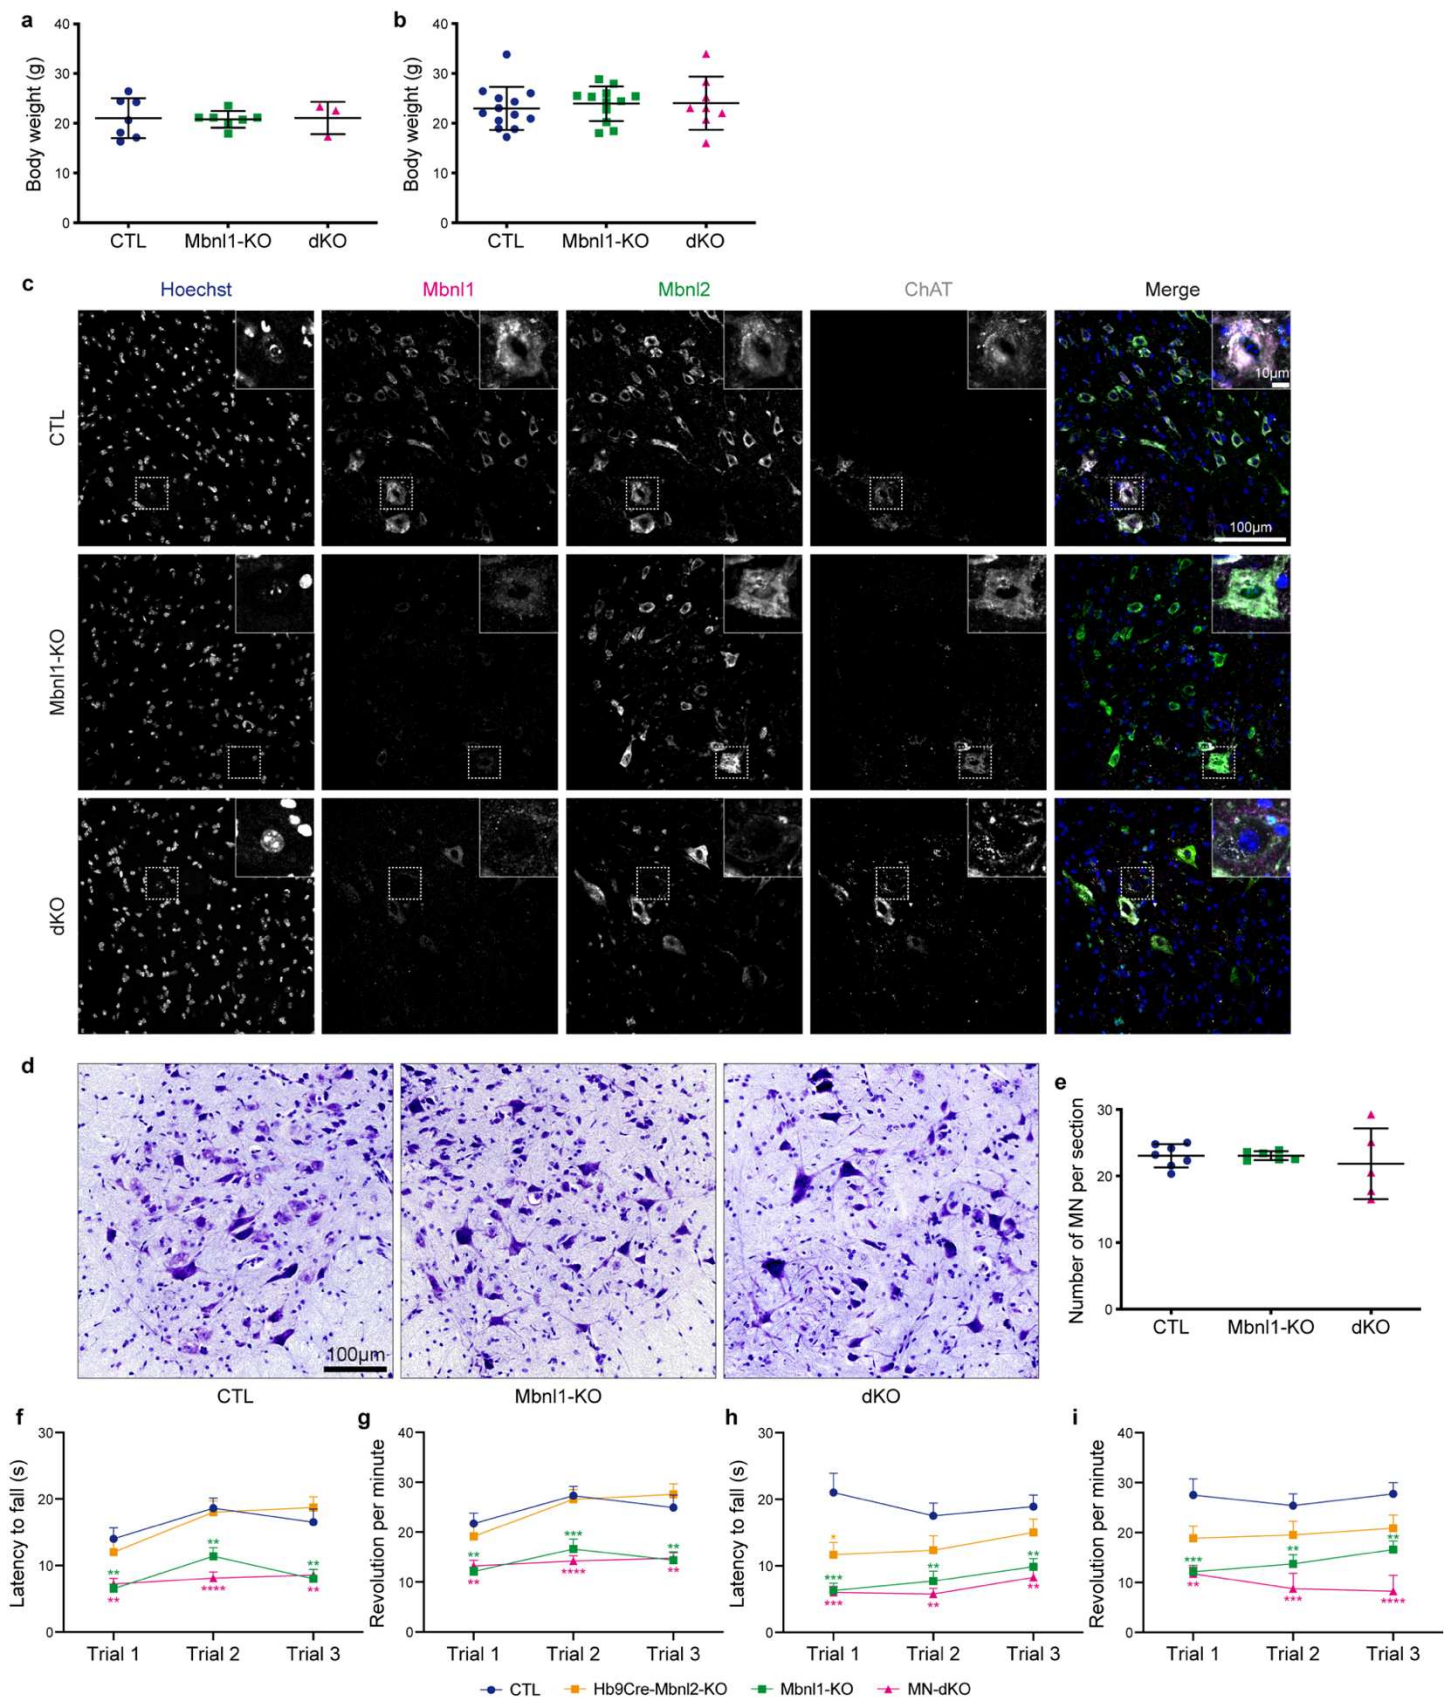 a
40
30
20
10
0
Body weight (g)
CTL Mbnl1-KO dKO
b
40
30
20
10
0
Body weight (g)
CTL Mbnl1-KO dKO
c
Hoechst Mbnl1 Mbnl2 ChAT Merge
CTL
10µm
100µm
Mbnl1-KO
dKO
d
100µm
CTL Mbnl1-KO dKO
e
30
20
10
0
Number of MN per section
CTL Mbnl1-KO dKO
f
30
20
10
0
Latency to fall (s)
** ** **
** **** **
Trial 1 Trial 2 Trial 3
g
40
30
20
10
0
Revolution per minute
** *** **
** **** **
Trial 1 Trial 2 Trial 3
h
30
20
10
0
Latency to fall (s)
*
*** ** **
*** ** **
Trial 1 Trial 2 Trial 3
i
40
30
20
10
0
Revolution per minute
*** ** **
** *** ****
Trial 1 Trial 2 Trial 3
CTL Hb9Cre-Mbnl2-KO Mbnl1-KO MN-dKO